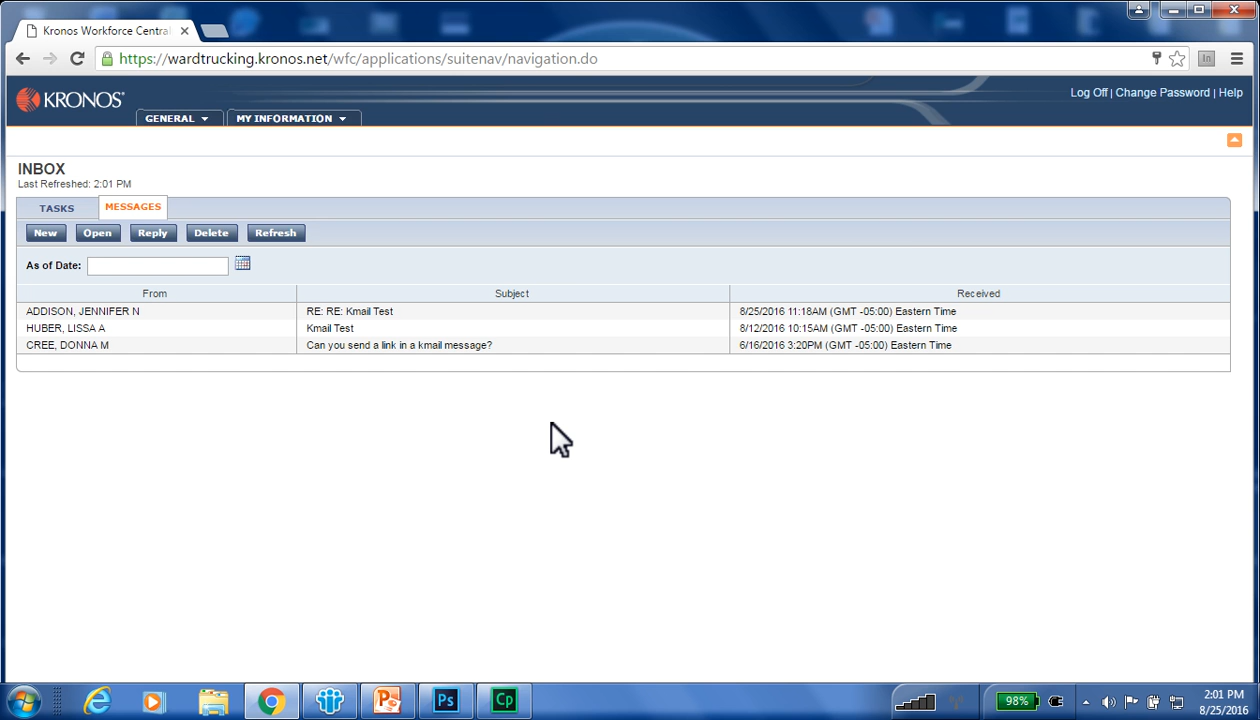 Kronos Workforce Central
https://wardtrucking.kronos.net/wfc/applications/suitenav/navigation.do
KRONOS
Log Off | Change Password | Help
GENERAL MY INFORMATION
INBOX
Last Refreshed: 2:01 PM
TASKS MESSAGES
New Open Reply Delete Refresh
As of Date:
From Subject Received
ADDISON, JENNIFER N RE: RE: Kmail Test 8/25/2016 11:18AM (GMT -05:00) Eastern Time
HUBER, LISSA A Kmail Test 8/12/2016 10:15AM (GMT -05:00) Eastern Time
CREE, DONNA M Can you send a link in a kmail message? 6/16/2016 3:20PM (GMT -05:00) Eastern Time
Ps Cp 98% 2:01 PM
8/25/2016